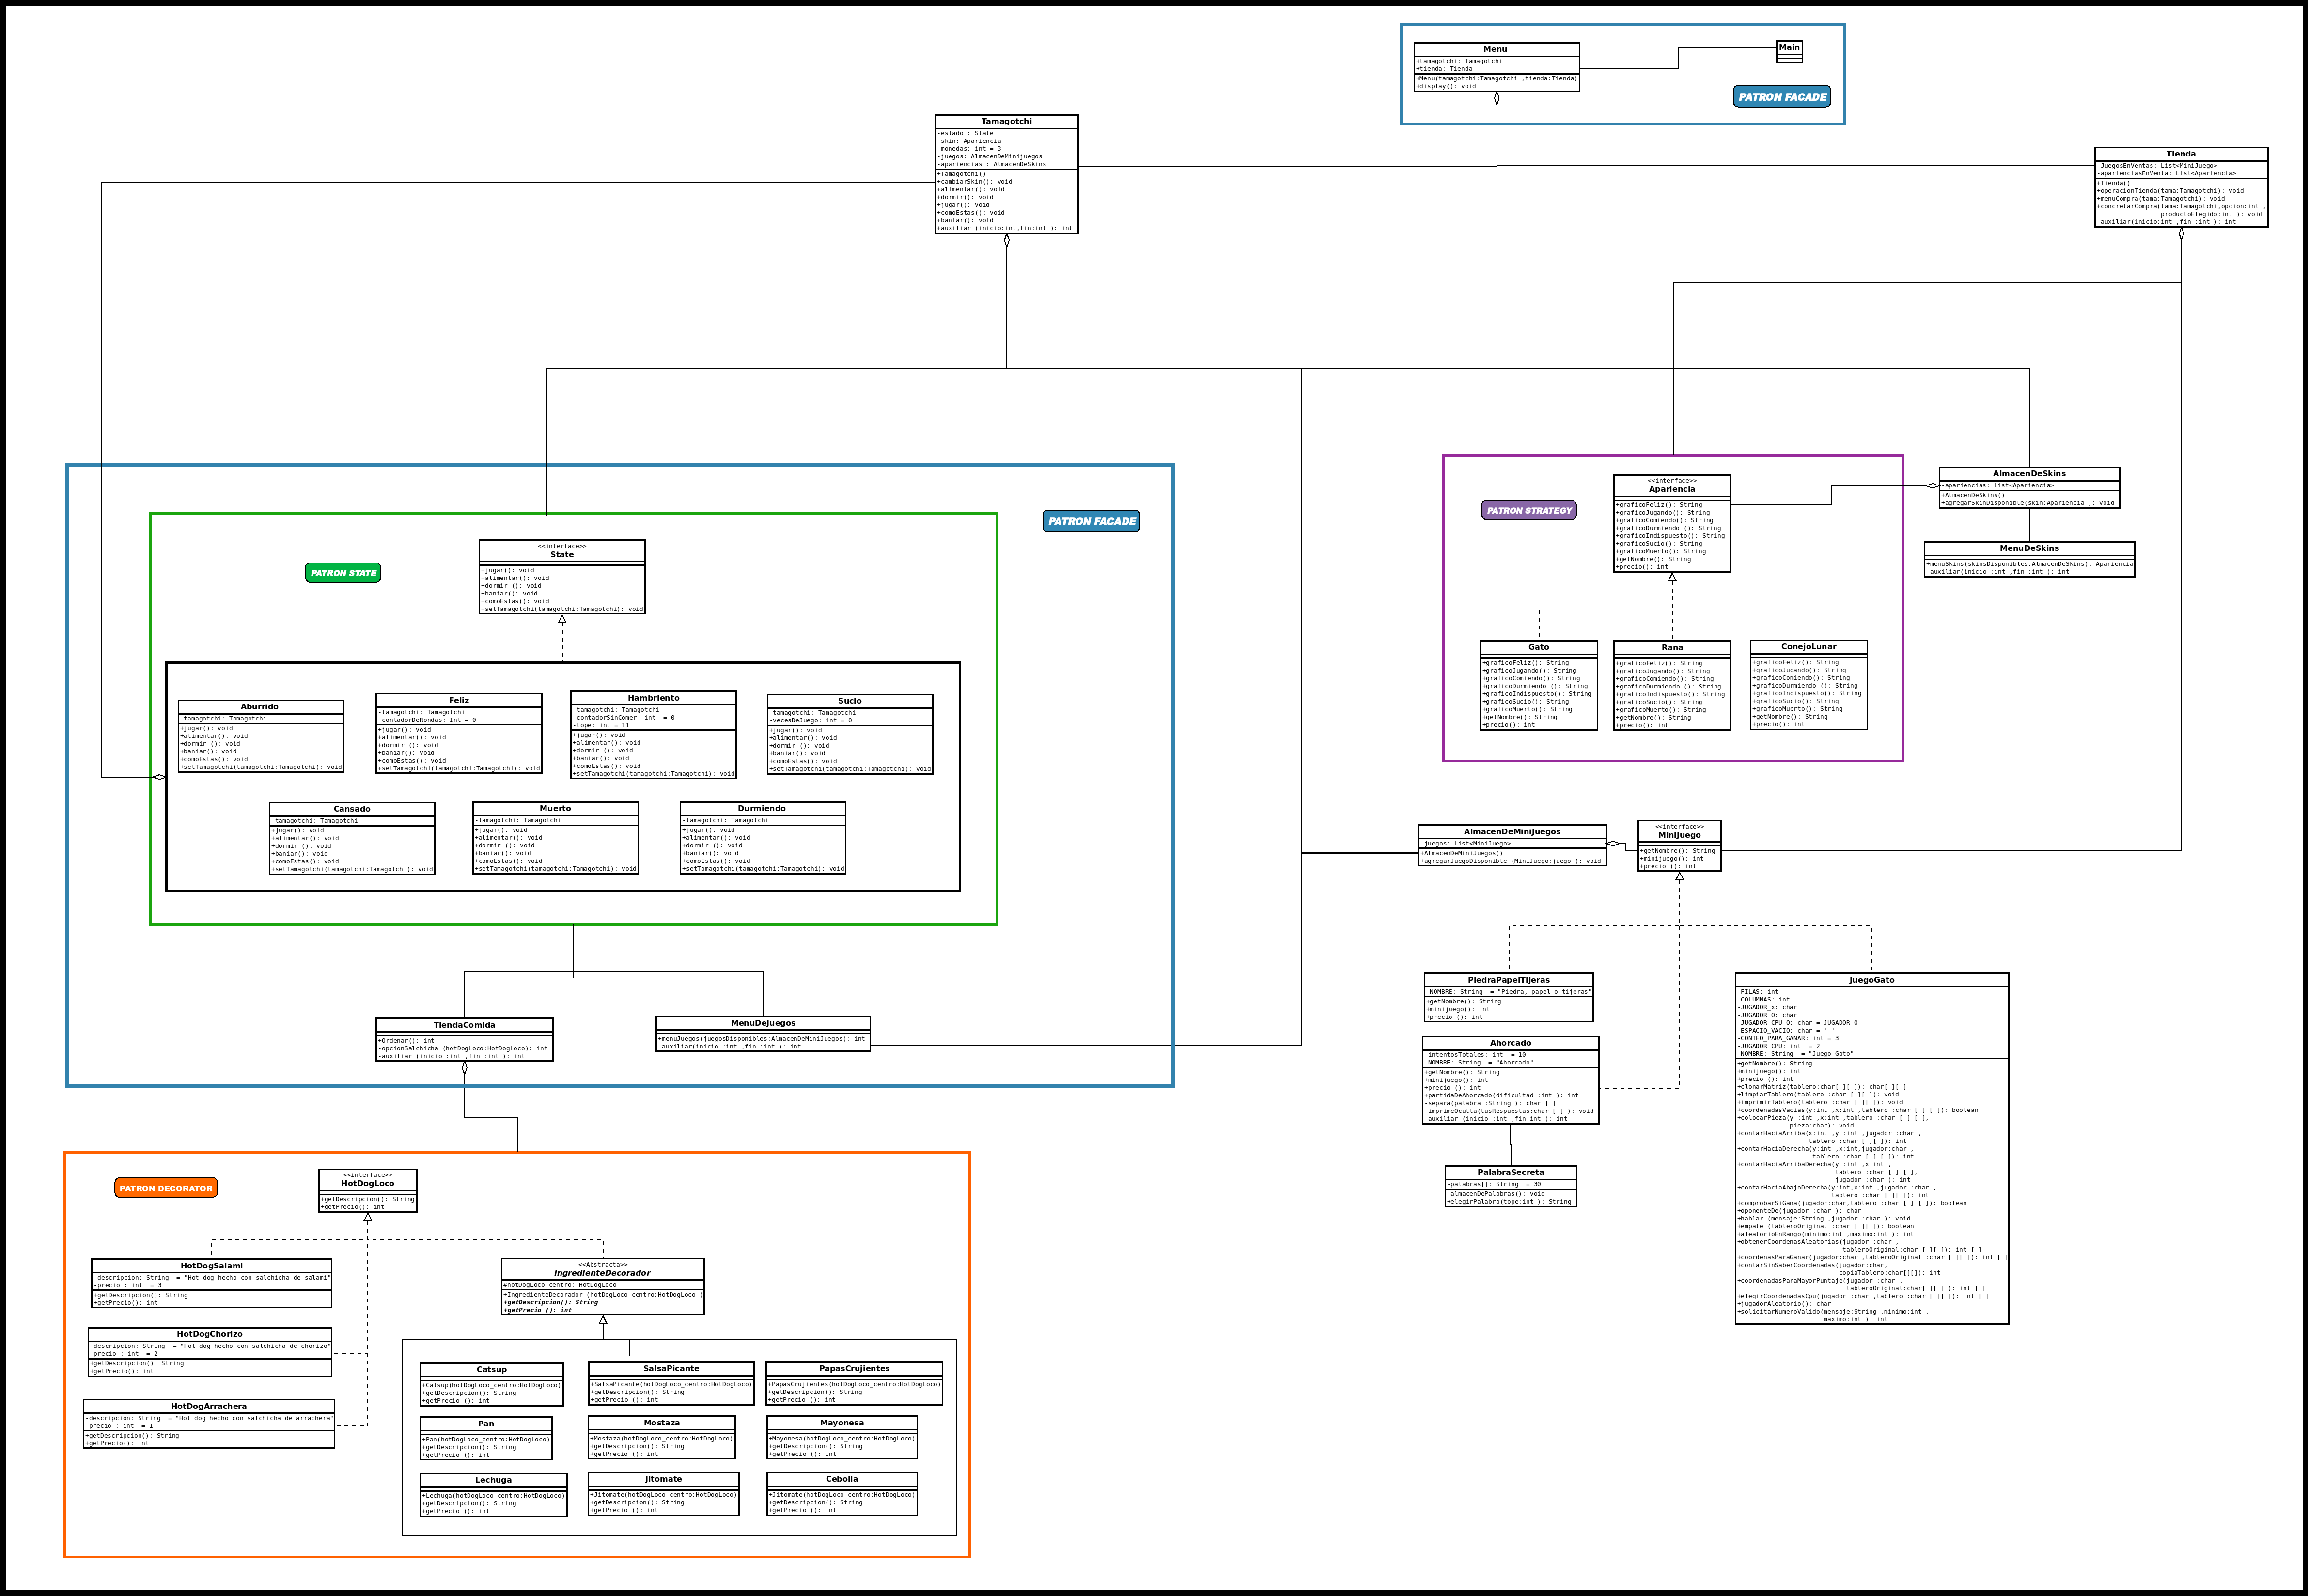 Menu
+tamagotchi: Tamagotchi
+tienda: Tienda
+Menu(tamagotchi:Tamagotchi ,tienda:Tienda)
+display(): void
Main
PATRON FACADE
Tamagotchi
-estado : State
-skin: Apariencia
-monedas: int = 3
-juegos: AlmacenDeMinijuegos
-apariencias : AlmacenDeSkins
+Tamagotchi()
+cambiarSkin(): void
+alimentar(): void
+dormir(): void
+jugar(): void
+comoEstas(): void
+baniar(): void
+auxiliar (inicio:int,fin:int ): int
Tienda
-JuegosEnVentas: List<MiniJuego>
-aparienciasEnVenta: List<Apariencia>
+Tienda()
+operacionTienda(tama:Tamagotchi): void
+menuCompra(tama:Tamagotchi): void
+concretarCompra(tama:Tamagotchi,opcion:int ,
productoElegido:int ): void
-auxiliar(inicio:int ,fin :int ): int
PATRON FACADE
PATRON STATE
<<interface>>
State
+jugar(): void
+alimentar(): void
+dormir (): void
+baniar(): void
+comoEstas(): void
+setTamagotchi(tamagotchi:Tamagotchi): void
Aburrido
-tamagotchi: Tamagotchi
+jugar(): void
+alimentar(): void
+dormir (): void
+baniar(): void
+comoEstas(): void
+setTamagotchi(tamagotchi:Tamagotchi): void
Feliz
-tamagotchi: Tamagotchi
-contadorDeRondas: Int = 0
+jugar(): void
+alimentar(): void
+dormir (): void
+baniar(): void
+comoEstas(): void
+setTamagotchi(tamagotchi:Tamagotchi): void
Hambriento
-tamagotchi: Tamagotchi
-contadorSinComer: int  = 0
-tope: int = 11
+jugar(): void
+alimentar(): void
+dormir (): void
+baniar(): void
+comoEstas(): void
+setTamagotchi(tamagotchi:Tamagotchi): void
Sucio
-tamagotchi: Tamagotchi
-vecesDeJuego: int = 0
+jugar(): void
+alimentar(): void
+dormir (): void
+baniar(): void
+comoEstas(): void
+setTamagotchi(tamagotchi:Tamagotchi): void
Cansado
-tamagotchi: Tamagotchi
+jugar(): void
+alimentar(): void
+dormir (): void
+baniar(): void
+comoEstas(): void
+setTamagotchi(tamagotchi:Tamagotchi): void
Muerto
-tamagotchi: Tamagotchi
+jugar(): void
+alimentar(): void
+dormir (): void
+baniar(): void
+comoEstas(): void
+setTamagotchi(tamagotchi:Tamagotchi): void
Durmiendo
-tamagotchi: Tamagotchi
+jugar(): void
+alimentar(): void
+dormir (): void
+baniar(): void
+comoEstas(): void
+setTamagotchi(tamagotchi:Tamagotchi): void
TiendaComida
+Ordenar(): int
-opcionSalchicha (hotDogLoco:HotDogLoco): int
-auxiliar (inicio :int ,fin :int ): int
MenuDeJuegos
+menuJuegos(juegosDisponibles:AlmacenDeMiniJuegos): int
-auxiliar(inicio :int ,fin :int ): int
PATRON STRATEGY
<<interface>>
Apariencia
+graficoFeliz(): String
+graficoJugando(): String
+graficoComiendo(): String
+graficoDurmiendo (): String
+graficoIndispuesto(): String
+graficoSucio(): String
+graficoMuerto(): String
+getNombre(): String
+precio(): int
Gato
+graficoFeliz(): String
+graficoJugando(): String
+graficoComiendo(): String
+graficoDurmiendo (): String
+graficoIndispuesto(): String
+graficoSucio(): String
+graficoMuerto(): String
+getNombre(): String
+precio(): int
Rana
+graficoFeliz(): String
+graficoJugando(): String
+graficoComiendo(): String
+graficoDurmiendo (): String
+graficoIndispuesto(): String
+graficoSucio(): String
+graficoMuerto(): String
+getNombre(): String
+precio(): int
ConejoLunar
+graficoFeliz(): String
+graficoJugando(): String
+graficoComiendo(): String
+graficoDurmiendo (): String
+graficoIndispuesto(): String
+graficoSucio(): String
+graficoMuerto(): String
+getNombre(): String
+precio(): int
AlmacenDeSkins
-apariencias: List<Apariencia>
+AlmacenDeSkins()
+agregarSkinDisponible(skin:Apariencia ): void
MenuDeSkins
+menuSkins(skinsDisponibles:AlmacenDeSkins): Apariencia
-auxiliar(inicio :int ,fin :int ): int
AlmacenDeMiniJuegos
-juegos: List<MiniJuego>
+AlmacenDeMiniJuegos()
+agregarJuegoDisponible (MiniJuego:juego ): void
<<interface>>
MiniJuego
+getNombre(): String
+minijuego(): int
+precio (): int
PiedraPapelTijeras
-NOMBRE: String  = "Piedra, papel o tijeras"
+getNombre(): String
+minijuego(): int
+precio (): int
Ahorcado
-intentosTotales: int  = 10
-NOMBRE: String  = "Ahorcado"
+getNombre(): String
+minijuego(): int
+precio (): int
+partidaDeAhorcado(dificultad :int ): int
-separa(palabra :String ): char [ ]
-imprimeOculta(tusRespuestas:char [ ] ): void
-auxiliar (inicio :int ,fin:int ): int
PalabraSecreta
-palabras[]: String  = 30
-almacenDePalabras(): void
+elegirPalabra(tope:int ): String
JuegoGato
-FILAS: int
-COLUMNAS: int
-JUGADOR_x: char
-JUGADOR_O: char
-JUGADOR_CPU_O: char = JUGADOR_O
-ESPACIO_VACIO: char = ' '
-CONTEO_PARA_GANAR: int = 3
-JUGADOR_CPU: int  = 2
-NOMBRE: String  = "Juego Gato"
+getNombre(): String
+minijuego(): int
+precio (): int
+clonarMatriz(tablero:char[ ][ ]): char[ ][ ]
+limpiarTablero(tablero :char [ ][ ]): void
+imprimirTablero(tablero :char [ ][ ]): void
+coordenadasVacias(y:int ,x:int ,tablero :char [ ] [ ]): boolean
+colocarPieza(y :int ,x:int ,tablero :char [ ] [ ],
pieza:char): void
+contarHaciaArriba(x:int ,y :int ,jugador :char ,
tablero :char [ ][ ]): int
+contarHaciaDerecha(y:int ,x:int,jugador:char ,
tablero :char [ ] [ ]): int
+contarHaciaArribaDerecha(y :int ,x:int ,
tablero :char [ ] [ ],
jugador :char ): int
+contarHaciaAbajoDerecha(y:int,x:int ,jugador :char ,
tablero :char [ ][ ]): int
+comprobarSiGana(jugador:char,tablero :char [ ] [ ]): boolean
+oponenteDe(jugador :char ): char
+hablar (mensaje:String ,jugador :char ): void
+empate (tableroOriginal :char [ ][ ]): boolean
+aleatorioEnRango(minimo:int ,maximo:int ): int
+obtenerCoordenasAleatorias(jugador :char ,
tableroOriginal:char [ ][ ]): int [ ]
+coordenasParaGanar(jugador:char ,tableroOriginal :char [ ][ ]): int [ ]
+contarSinSaberCoordenadas(jugador:char,
copiaTablero:char[][]): int
+coordenadasParaMayorPuntaje(jugador :char ,
tableroOriginal:char[ ][ ] ): int [ ]
+elegirCoordenadasCpu(jugador :char ,tablero :char [ ][ ]): int [ ]
+jugadorAleatorio(): char
+solicitarNumeroValido(mensaje:String ,minimo:int ,
maximo:int ): int
PATRON DECORATOR
<<interface>>
HotDogLoco
+getDescripcion(): String
+getPrecio(): int
HotDogSalami
-descripcion: String  = "Hot dog hecho con salchicha de salami"
-precio : int  = 3
+getDescripcion(): String
+getPrecio(): int
HotDogChorizo
-descripcion: String  = "Hot dog hecho con salchicha de chorizo"
-precio : int  = 2
+getDescripcion(): String
+getPrecio(): int
HotDogArrachera
-descripcion: String  = "Hot dog hecho con salchicha de arrachera"
-precio : int  = 1
+getDescripcion(): String
+getPrecio(): int
<<Abstracta>>
IngredienteDecorador
#hotDogLoco_centro: HotDogLoco
+IngredienteDecorador (hotDogLoco_centro:HotDogLoco )
+getDescripcion(): String
+getPrecio (): int
Catsup
+Catsup(hotDogLoco_centro:HotDogLoco)
+getDescripcion(): String
+getPrecio (): int
SalsaPicante
+SalsaPicante(hotDogLoco_centro:HotDogLoco)
+getDescripcion(): String
+getPrecio (): int
PapasCrujientes
+PapasCrujientes(hotDogLoco_centro:HotDogLoco)
+getDescripcion(): String
+getPrecio (): int
Pan
+Pan(hotDogLoco_centro:HotDogLoco)
+getDescripcion(): String
+getPrecio (): int
Mostaza
+Mostaza(hotDogLoco_centro:HotDogLoco)
+getDescripcion(): String
+getPrecio (): int
Mayonesa
+Mayonesa(hotDogLoco_centro:HotDogLoco)
+getDescripcion(): String
+getPrecio (): int
Lechuga
+Lechuga(hotDogLoco_centro:HotDogLoco)
+getDescripcion(): String
+getPrecio (): int
Jitomate
+Jitomate(hotDogLoco_centro:HotDogLoco)
+getDescripcion(): String
+getPrecio (): int
Cebolla
+Jitomate(hotDogLoco_centro:HotDogLoco)
+getDescripcion(): String
+getPrecio (): int